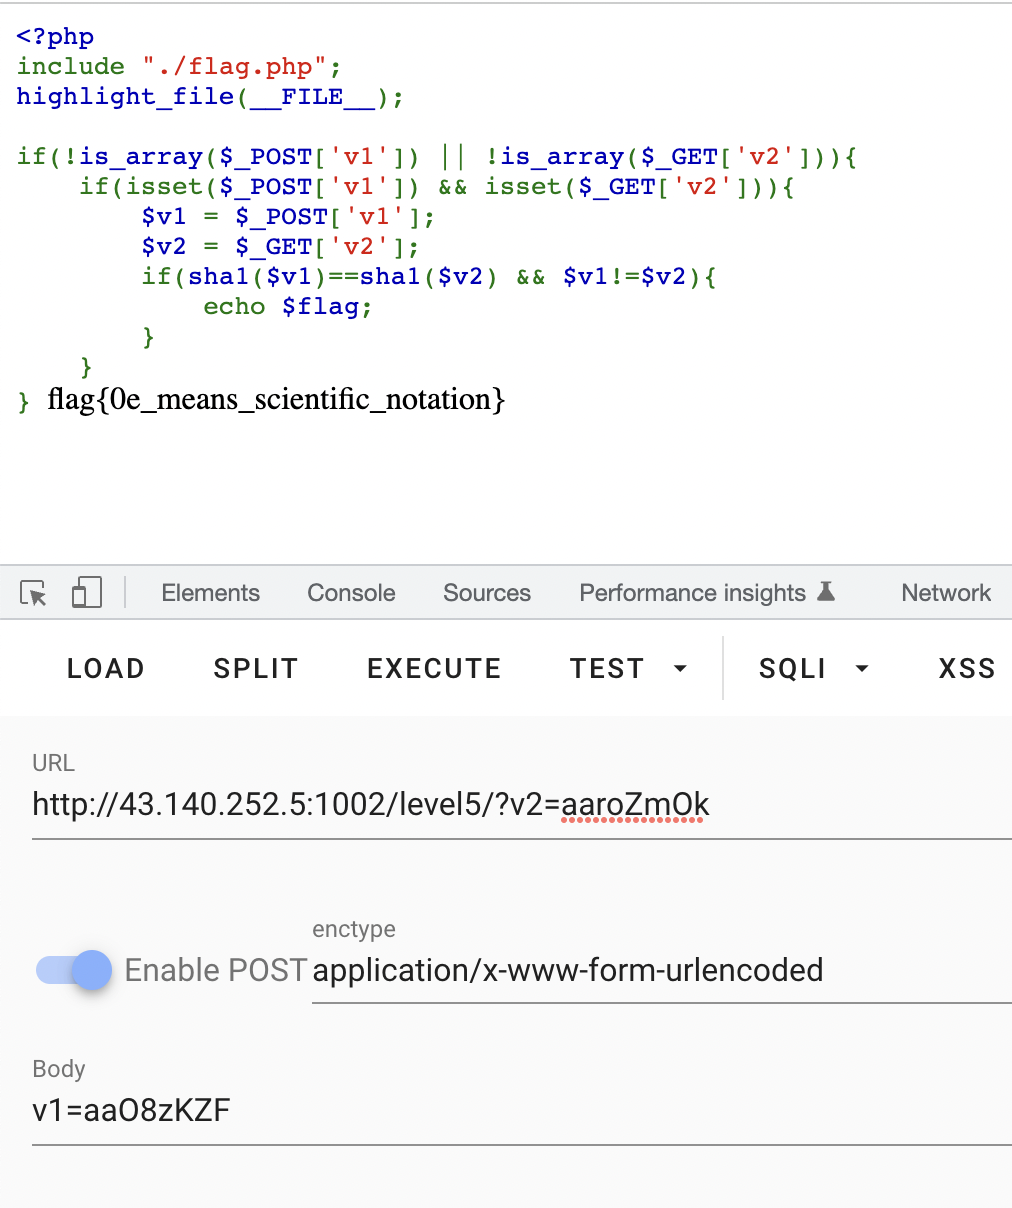 <?php
include "./flag.php";
highlight_file(__FILE__);
if(!is_array($_POST['v1']) || !is_array($_GET['v2'])){
if(isset($_POST['v1']) && isset($_GET['v2'])){
$v1 = $_POST['v1'];
$v2 = $_GET['v2'];
if(sha1($v1)==sha1($v2) && $v1!=$v2){
echo $flag;
}
}
} flag{0e_means_scientific_notation}
Elements Console Sources Performance insights Network
LOAD SPLIT EXECUTE TEST SQLI XSS
URL
http://43.140.252.5:1002/level5/?v2=aaroZmOk
enctype
Enable POST application/x-www-form-urlencoded
Body
v1=aaO8zKZF